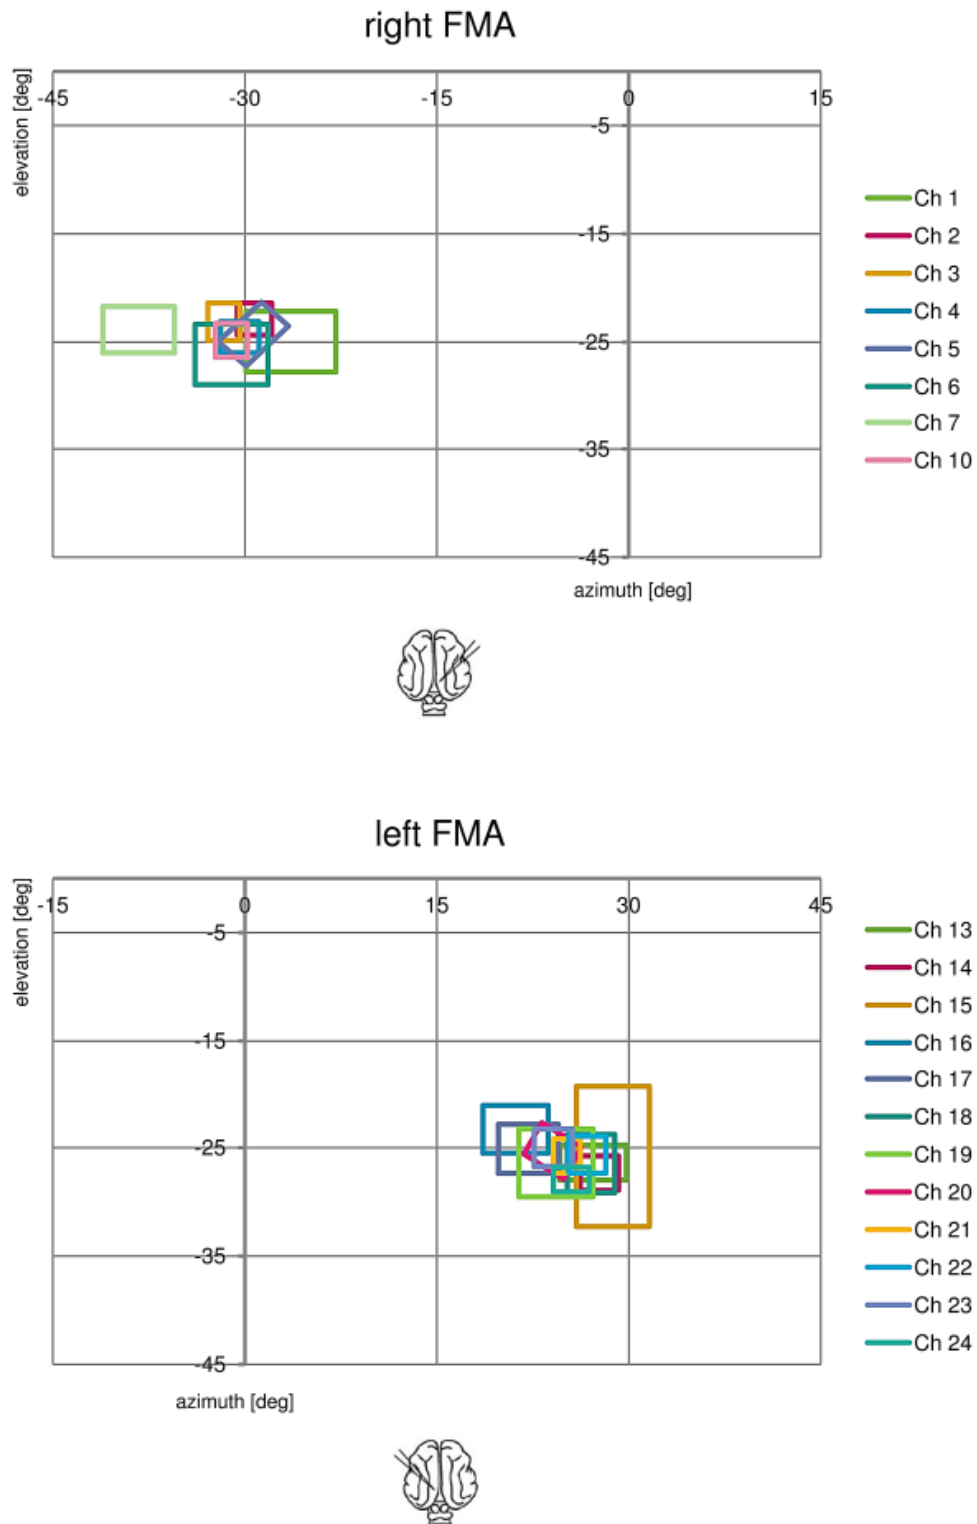 right FMA
elevation [deg]
-45 -30 -15 0 15
-5
-15
-25
-35
-45
azimuth [deg]
Ch 1
Ch 2
Ch 3
Ch 4
Ch 5
Ch 6
Ch 7
Ch 10
left FMA
elevation [deg]
-15 0 15 30 45
-5
-15
-25
-35
-45
azimuth [deg]
Ch 13
Ch 14
Ch 15
Ch 16
Ch 17
Ch 18
Ch 19
Ch 20
Ch 21
Ch 22
Ch 23
Ch 24